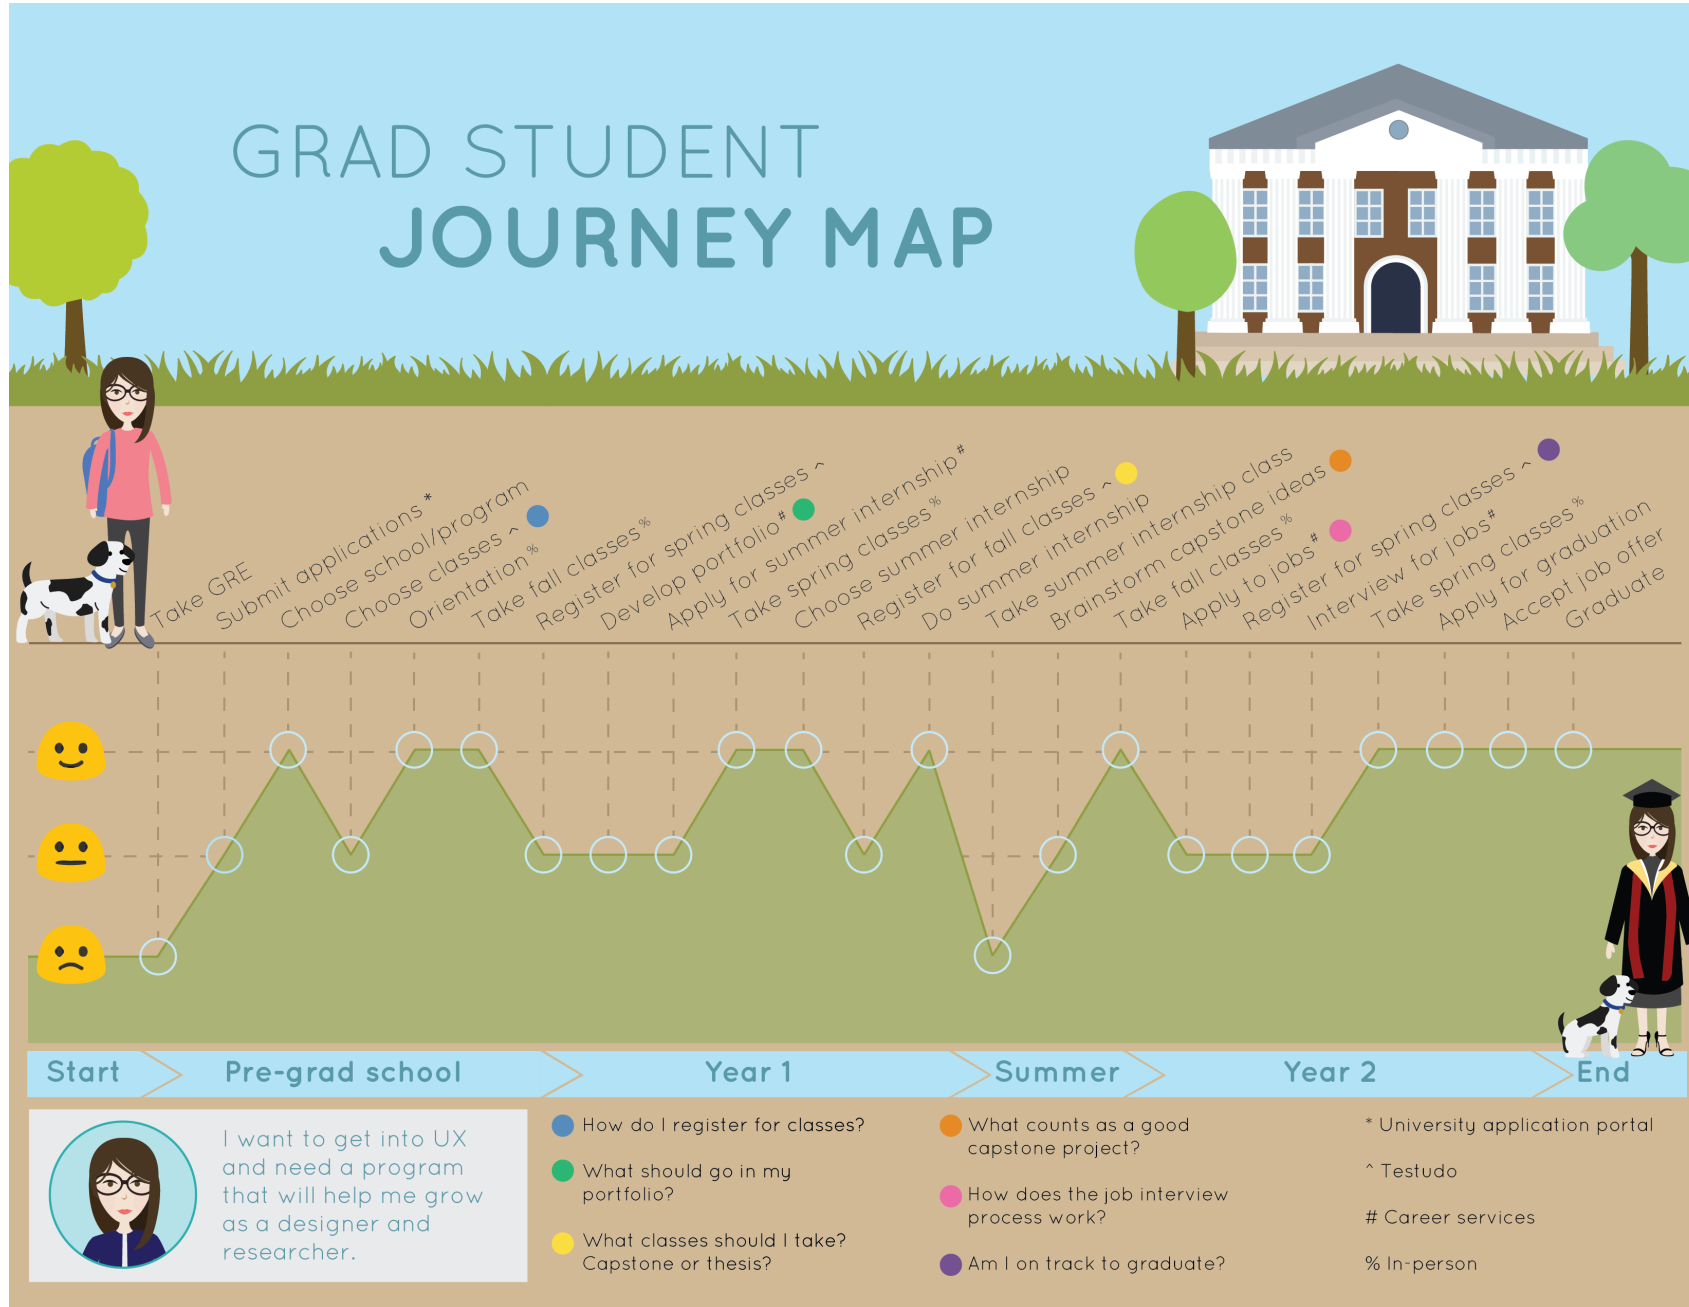 GRAD STUDENT
JOURNEY MAP
Take GRE
Submit applications*
Choose school/program
Choose classes ^
Orientation%
Take fall classes%
Register for spring classes ^
Develop portfolio#
Apply for summer internship#
Take spring classes%
Choose summer internship
Register for fall classes ^
Do summer internship
Take summer internship class
Brainstorm capstone ideas
Take fall classes%
Apply to jobs#
Register for spring classes ^
Interview for jobs#
Take spring classes%
Apply for graduation
Accept job offer
Graduate
Start
Pre-grad school
Year 1
Summer
Year 2
End
I want to get into UX
and need a program
that will help me grow
as a designer and
researcher.
How do I register for classes?
What should go in my
portfolio?
What classes should I take?
Capstone or thesis?
What counts as a good
capstone project?
How does the job interview
process work?
Am I on track to graduate?
* University application portal
^ Testudo
# Career services
% In-person